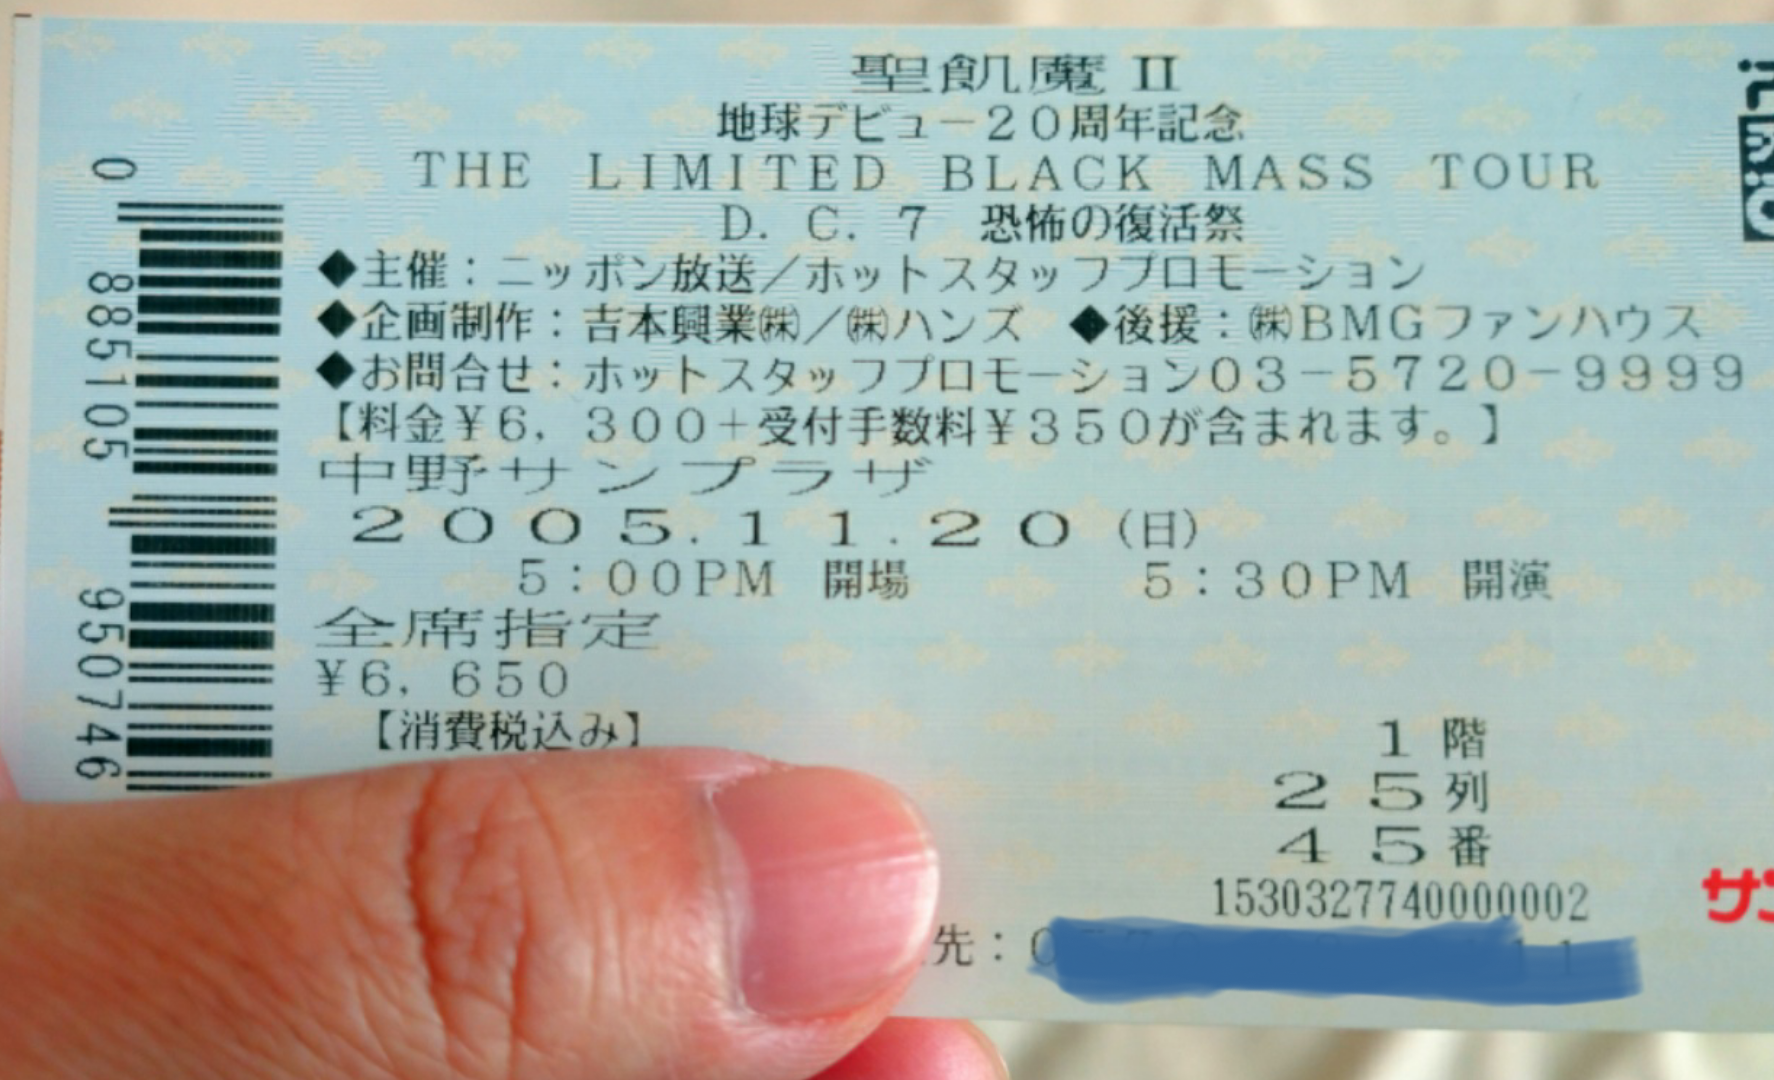 聖飢魔II
地球デビュー20周年記念
THE LIMITED BLACK MASS TOUR
D.C.7 恐怖の復活祭
◆主催：ニッポン放送／ホットスタッフプロモーション
◆企画制作：吉本興業㈱／㈱ハンズ ◆後援：㈱BMGファンハウス
◆お問合せ：ホットスタッフプロモーション03-5720-9999
【料金¥6,300+受付手数料¥350が含まれます。】
中野サンプラザ
2005.11.20(日)
5:00PM 開場 5:30PM 開演
全席指定
¥6,650
【消費税込み】
1階
25列
45番
1530327740000002
先：0
0 885105 950746
サン